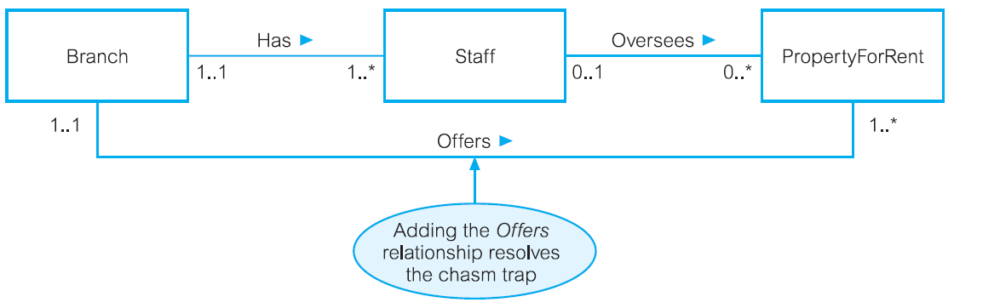 Has ►
Oversees ►
Branch
Staff
PropertyForRent
1..1
1..*
0..1
0..*
1..1
1..*
Offers ►
Adding the Offers
relationship resolves
the chasm trap